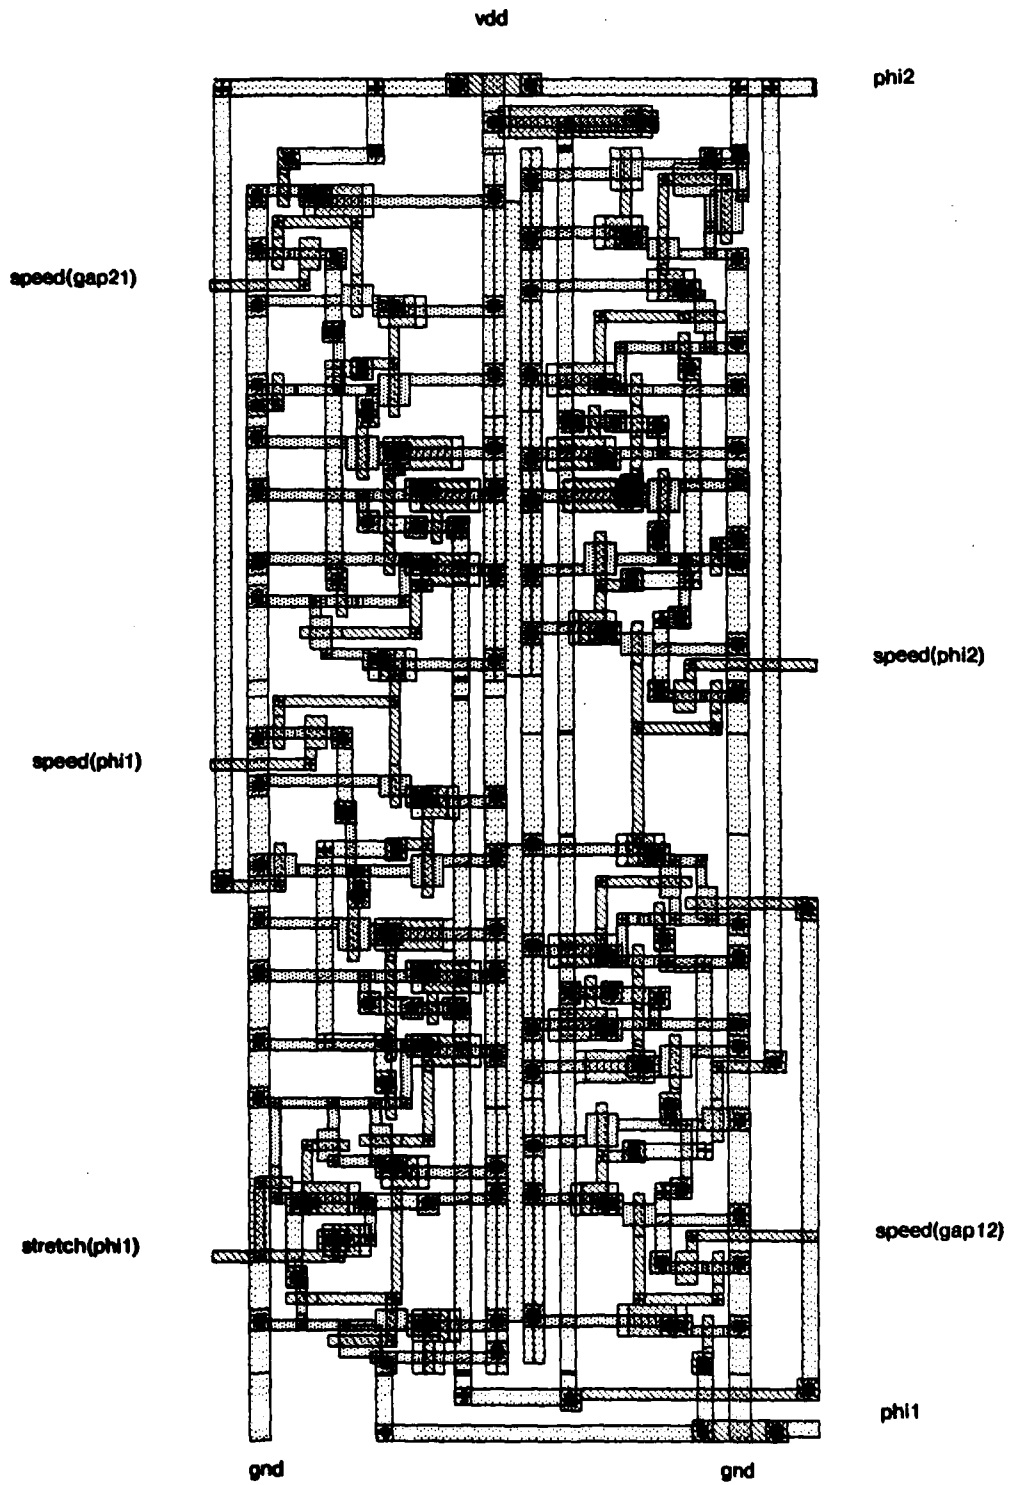 vdd
phi2
speed(gap21)
speed(phi2)
speed(phi1)
speed(gap12)
stretch(phi1)
phi1
gnd
gnd